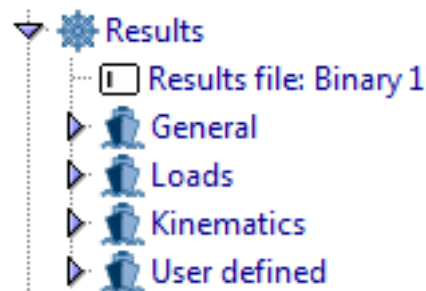 Results
Results file: Binary 1
General
Loads
Kinematics
User defined